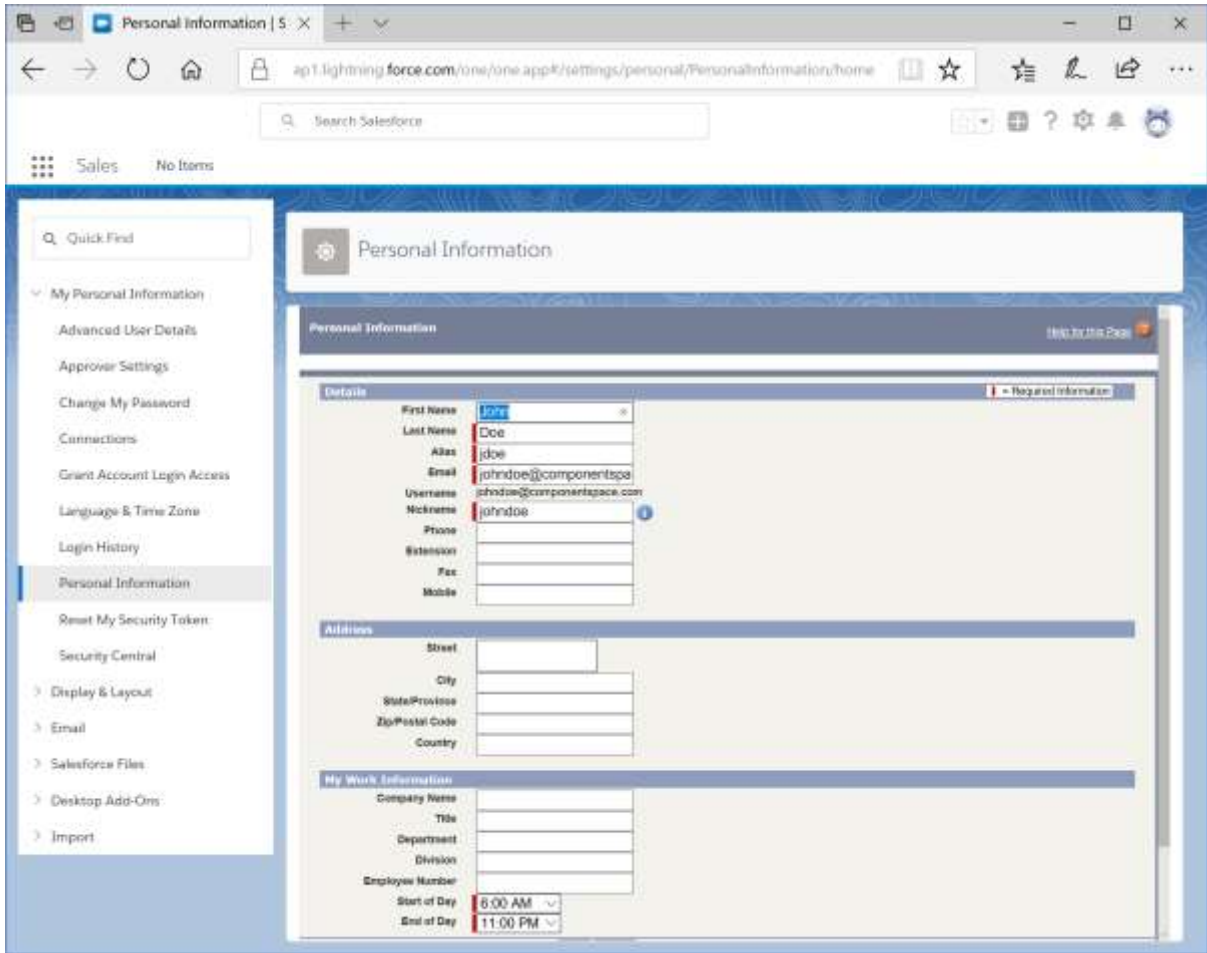 Personal Information | S
ap1.lightning.force.com/one/one.app#/settings/personal/PersonalInformation/home
Search Salesforce
Sales
No Items
Quick Find
Personal Information
My Personal Information
Advanced User Details
Approver Settings
Change My Password
Connections
Grant Account Login Access
Language & Time Zone
Login History
Personal Information
Reset My Security Token
Security Central
Display & Layout
Email
Salesforce Files
Desktop Add-Ons
Import
Personal Information
Help for this Page
Details
= Required Information
First Name John
Last Name Doe
Alias jdoe
Email johndoe@componentspa
Username johndoe@componentspace.com
Nickname johndoe
Phone
Extension
Fax
Mobile
Address
Street
City
State/Province
Zip/Postal Code
Country
My Work Information
Company Name
Title
Department
Division
Employee Number
Start of Day 6:00 AM
End of Day 11:00 PM